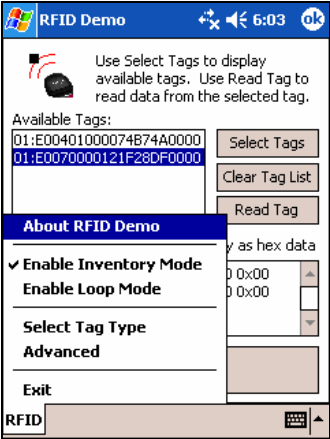 RFID Demo 6:03 ok
Use Select Tags to display
available tags. Use Read Tag to
read data from the selected tag.
Available Tags:
01:E00401000074B74A0000
01:E0070000121F28DF0000
Select Tags
Clear Tag List
Read Tag
About RFID Demo
y as hex data
Enable Inventory Mode
0 0x00
Enable Loop Mode
0 0x00
Select Tag Type
Advanced
Exit
RFID